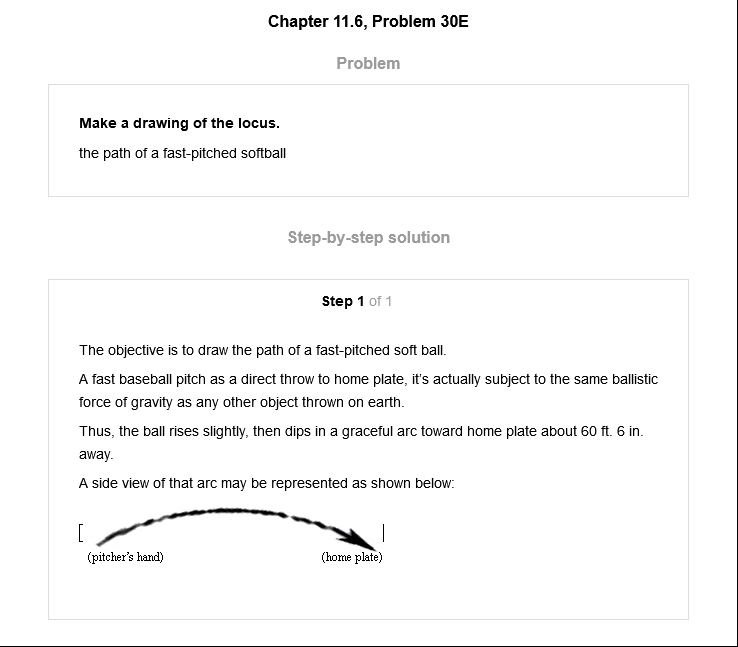 Chapter 11.6, Problem 30E
Problem
Make a drawing of the locus.
the path of a fast-pitched softball
Step-by-step solution
Step 1 of 1
The objective is to draw the path of a fast-pitched soft ball.
A fast baseball pitch as a direct throw to home plate, it's actually subject to the same ballistic
force of gravity as any other object thrown on earth.
Thus, the ball rises slightly, then dips in a graceful arc toward home plate about 60 ft. 6 in.
away.
A side view of that arc may be represented as shown below:
(pitcher's hand) (home plate)